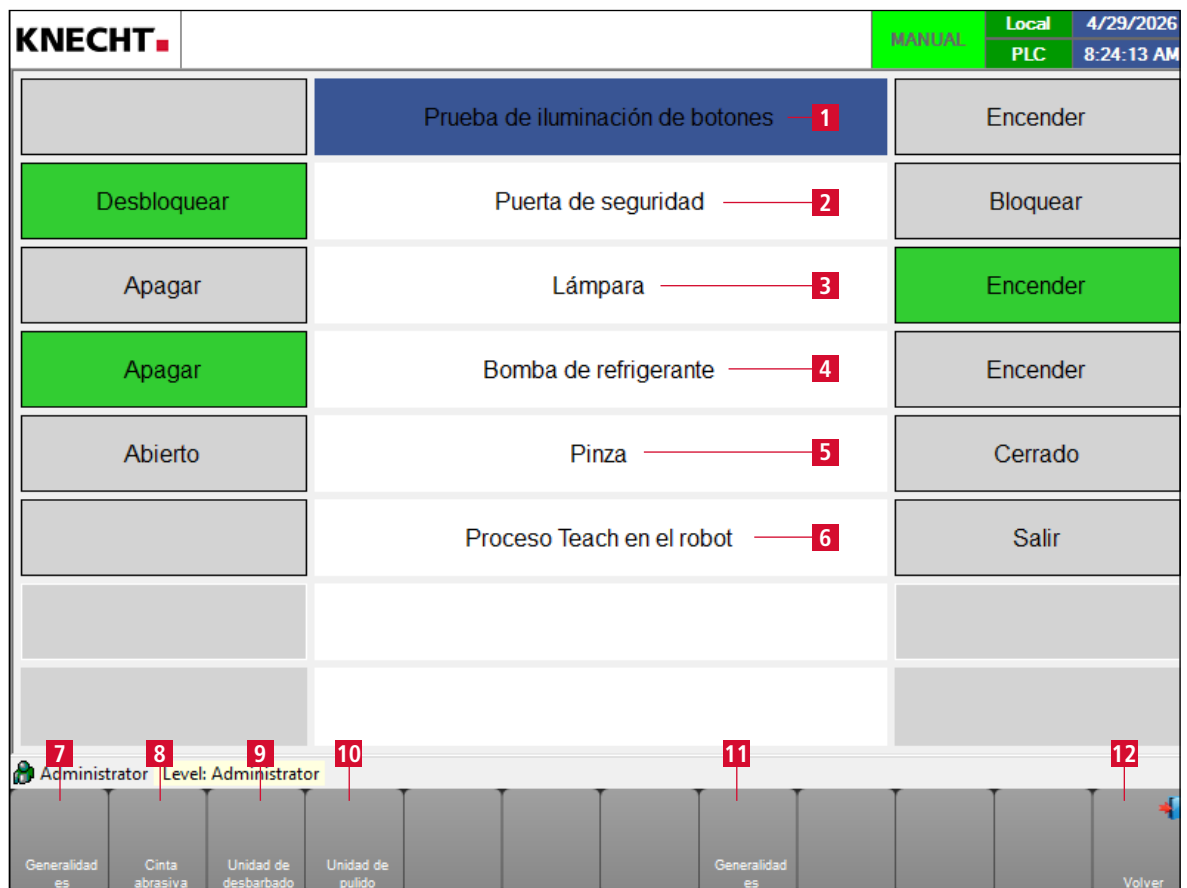 KNECHT
MANUAL
Local
4/29/2026
PLC
8:24:13 AM
Prueba de iluminación de botones
1
Encender
Desbloquear
Puerta de seguridad
2
Bloquear
Apagar
Lámpara
3
Encender
Apagar
Bomba de refrigerante
4
Encender
Abierto
Pinza
5
Cerrado
Proceso Teach en el robot
6
Salir
7
8
9
10
11
12
Administrator
Level: Administrator
Generalidad
es
Cinta
abrasiva
Unidad de
desbarbado
Unidad de
pulido
Generalidad
es
Volver